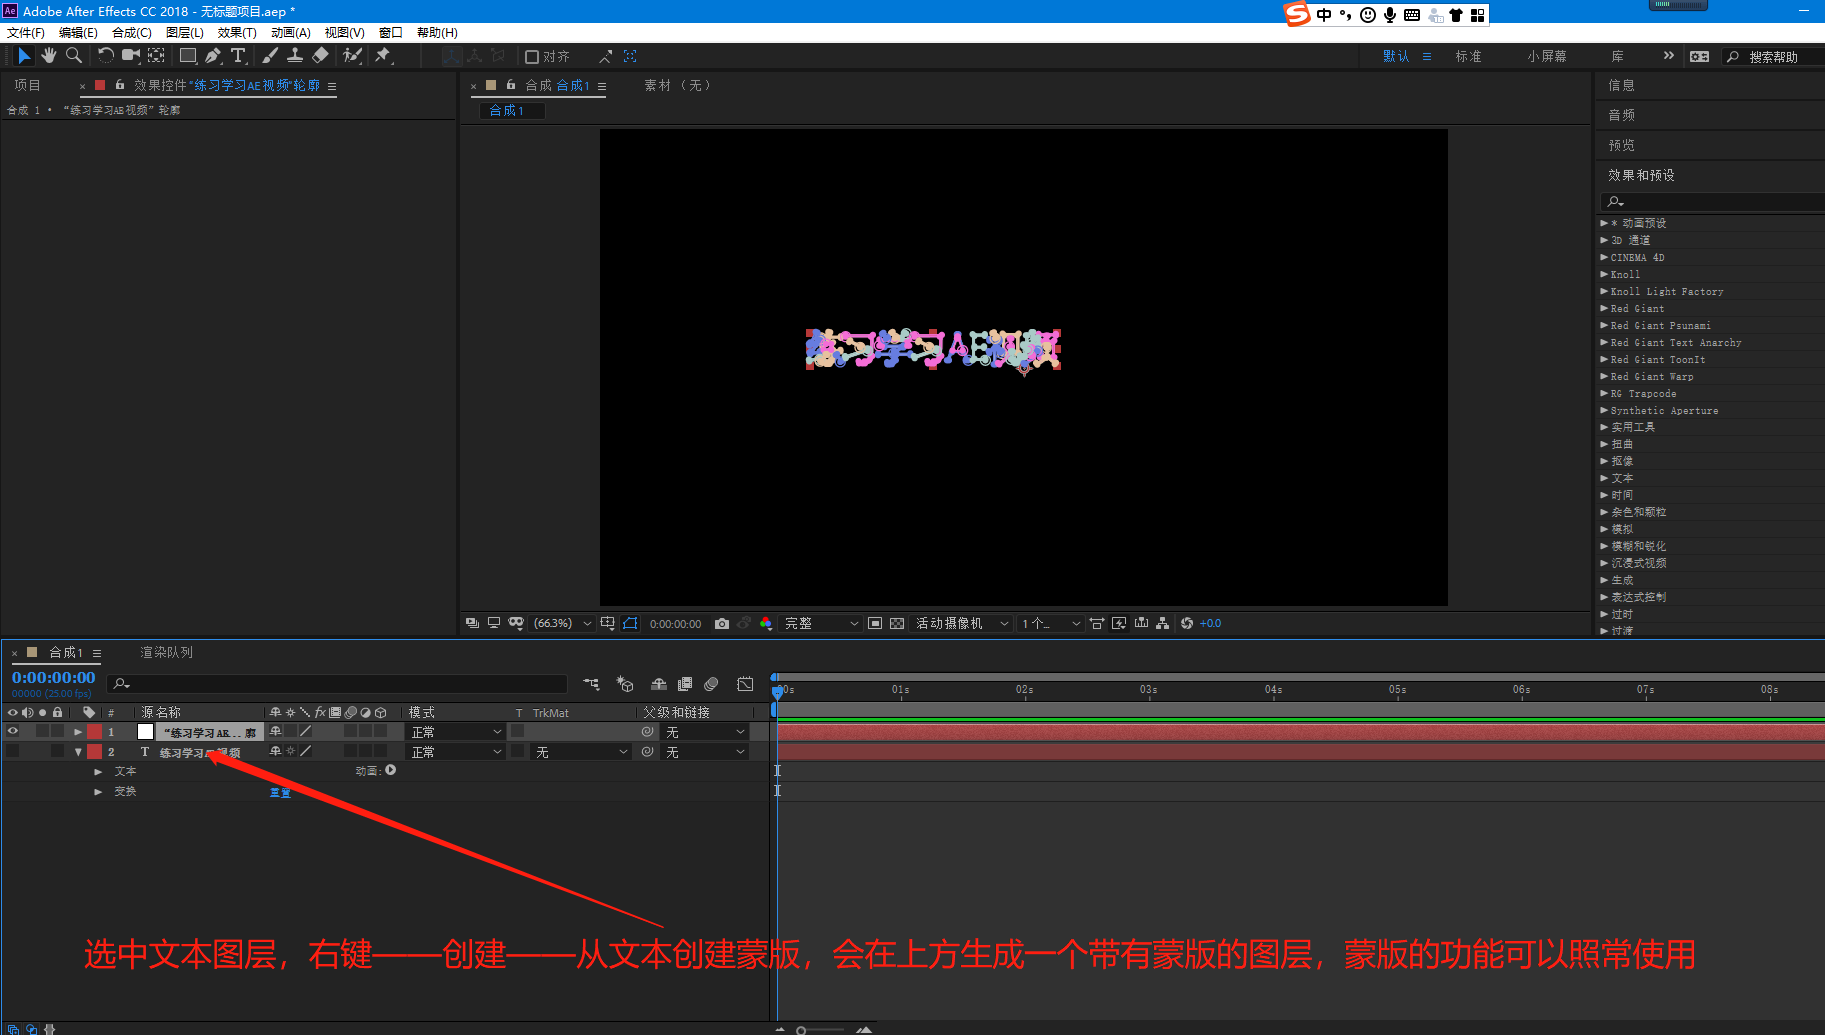 Ae Adobe After Effects CC 2018 - 无标题项目.aep *
中
文件(F) 编辑(E) 合成(C) 图层(L) 效果(T) 动画(A) 视图(V) 窗口 帮助(H)
对齐 默认 标准 小屏幕 库 搜索帮助
项目 效果控件“练习学习AE视频”轮廓
合成 1 • “练习学习AE视频”轮廓
合成 合成1 素材 （无）
合成1
练习学习AE视频
(66.3%) 0:00:00:00 完整 活动摄像机 1个... +0.0
信息
音频
预览
效果和预设
* 动画预设
3D 通道
CINEMA 4D
Knoll
Knoll Light Factory
Red Giant
Red Giant Psunami
Red Giant Text Anarchy
Red Giant ToonIt
Red Giant Warp
RG Trapcode
Synthetic Aperture
实用工具
扭曲
抠像
文本
时间
杂色和颗粒
模拟
模糊和锐化
沉浸式视频
生成
表达式控制
过时
过渡
合成1 渲染队列
0:00:00:00
00000 (25.00 fps)
00s 01s 02s 03s 04s 05s 06s 07s 08s
# 源名称 fx 模式 T TrkMat 父级和链接
1 “练习学习AE...廓 正常 无
2 T 练习学习AE视频 正常 无 无
文本 动画:
变换 重置
选中文本图层，右键——创建——从文本创建蒙版，会在上方生成一个带有蒙版的图层，蒙版的功能可以照常使用